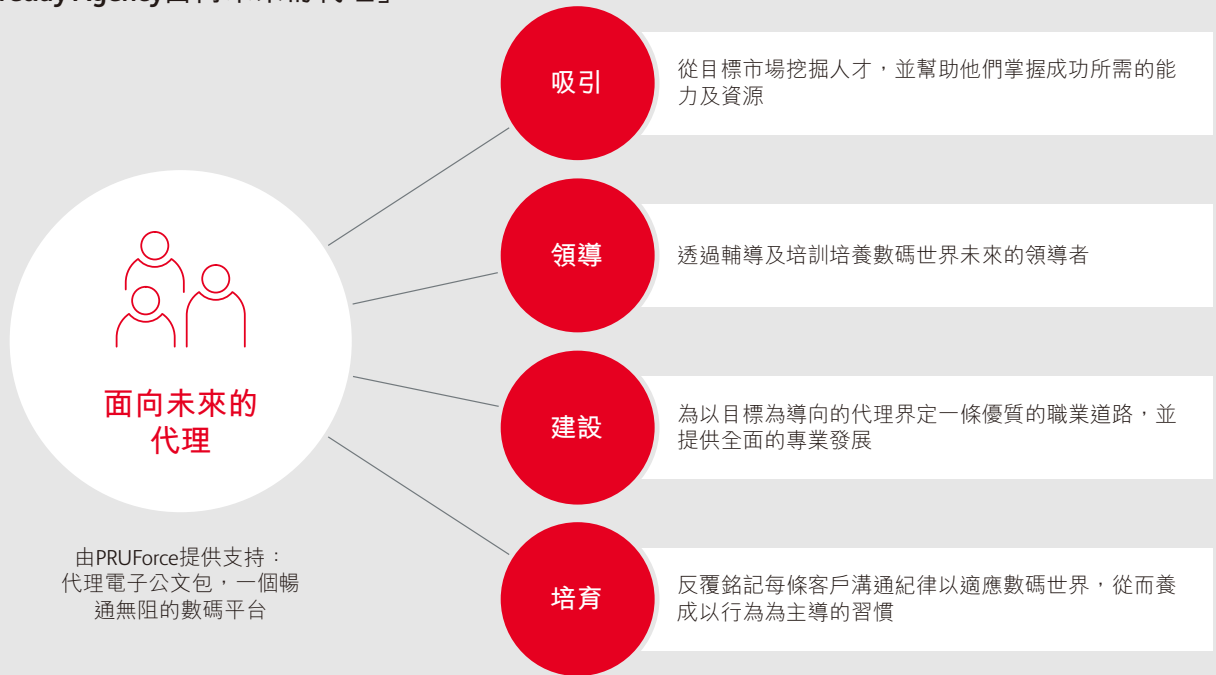 吸引
從目標市場挖掘人才，並幫助他們掌握成功所需的能
力及資源
領導
透過輔導及培訓培養數碼世界未來的領導者
面向未來的
代理
建設
為以目標為導向的代理界定一條優質的職業道路，並
提供全面的專業發展
由PRUForce提供支持：
代理電子公文包，一個暢
通無阻的數碼平台
培育
反覆銘記每條客戶溝通紀律以適應數碼世界，從而養
成以行為為主導的習慣